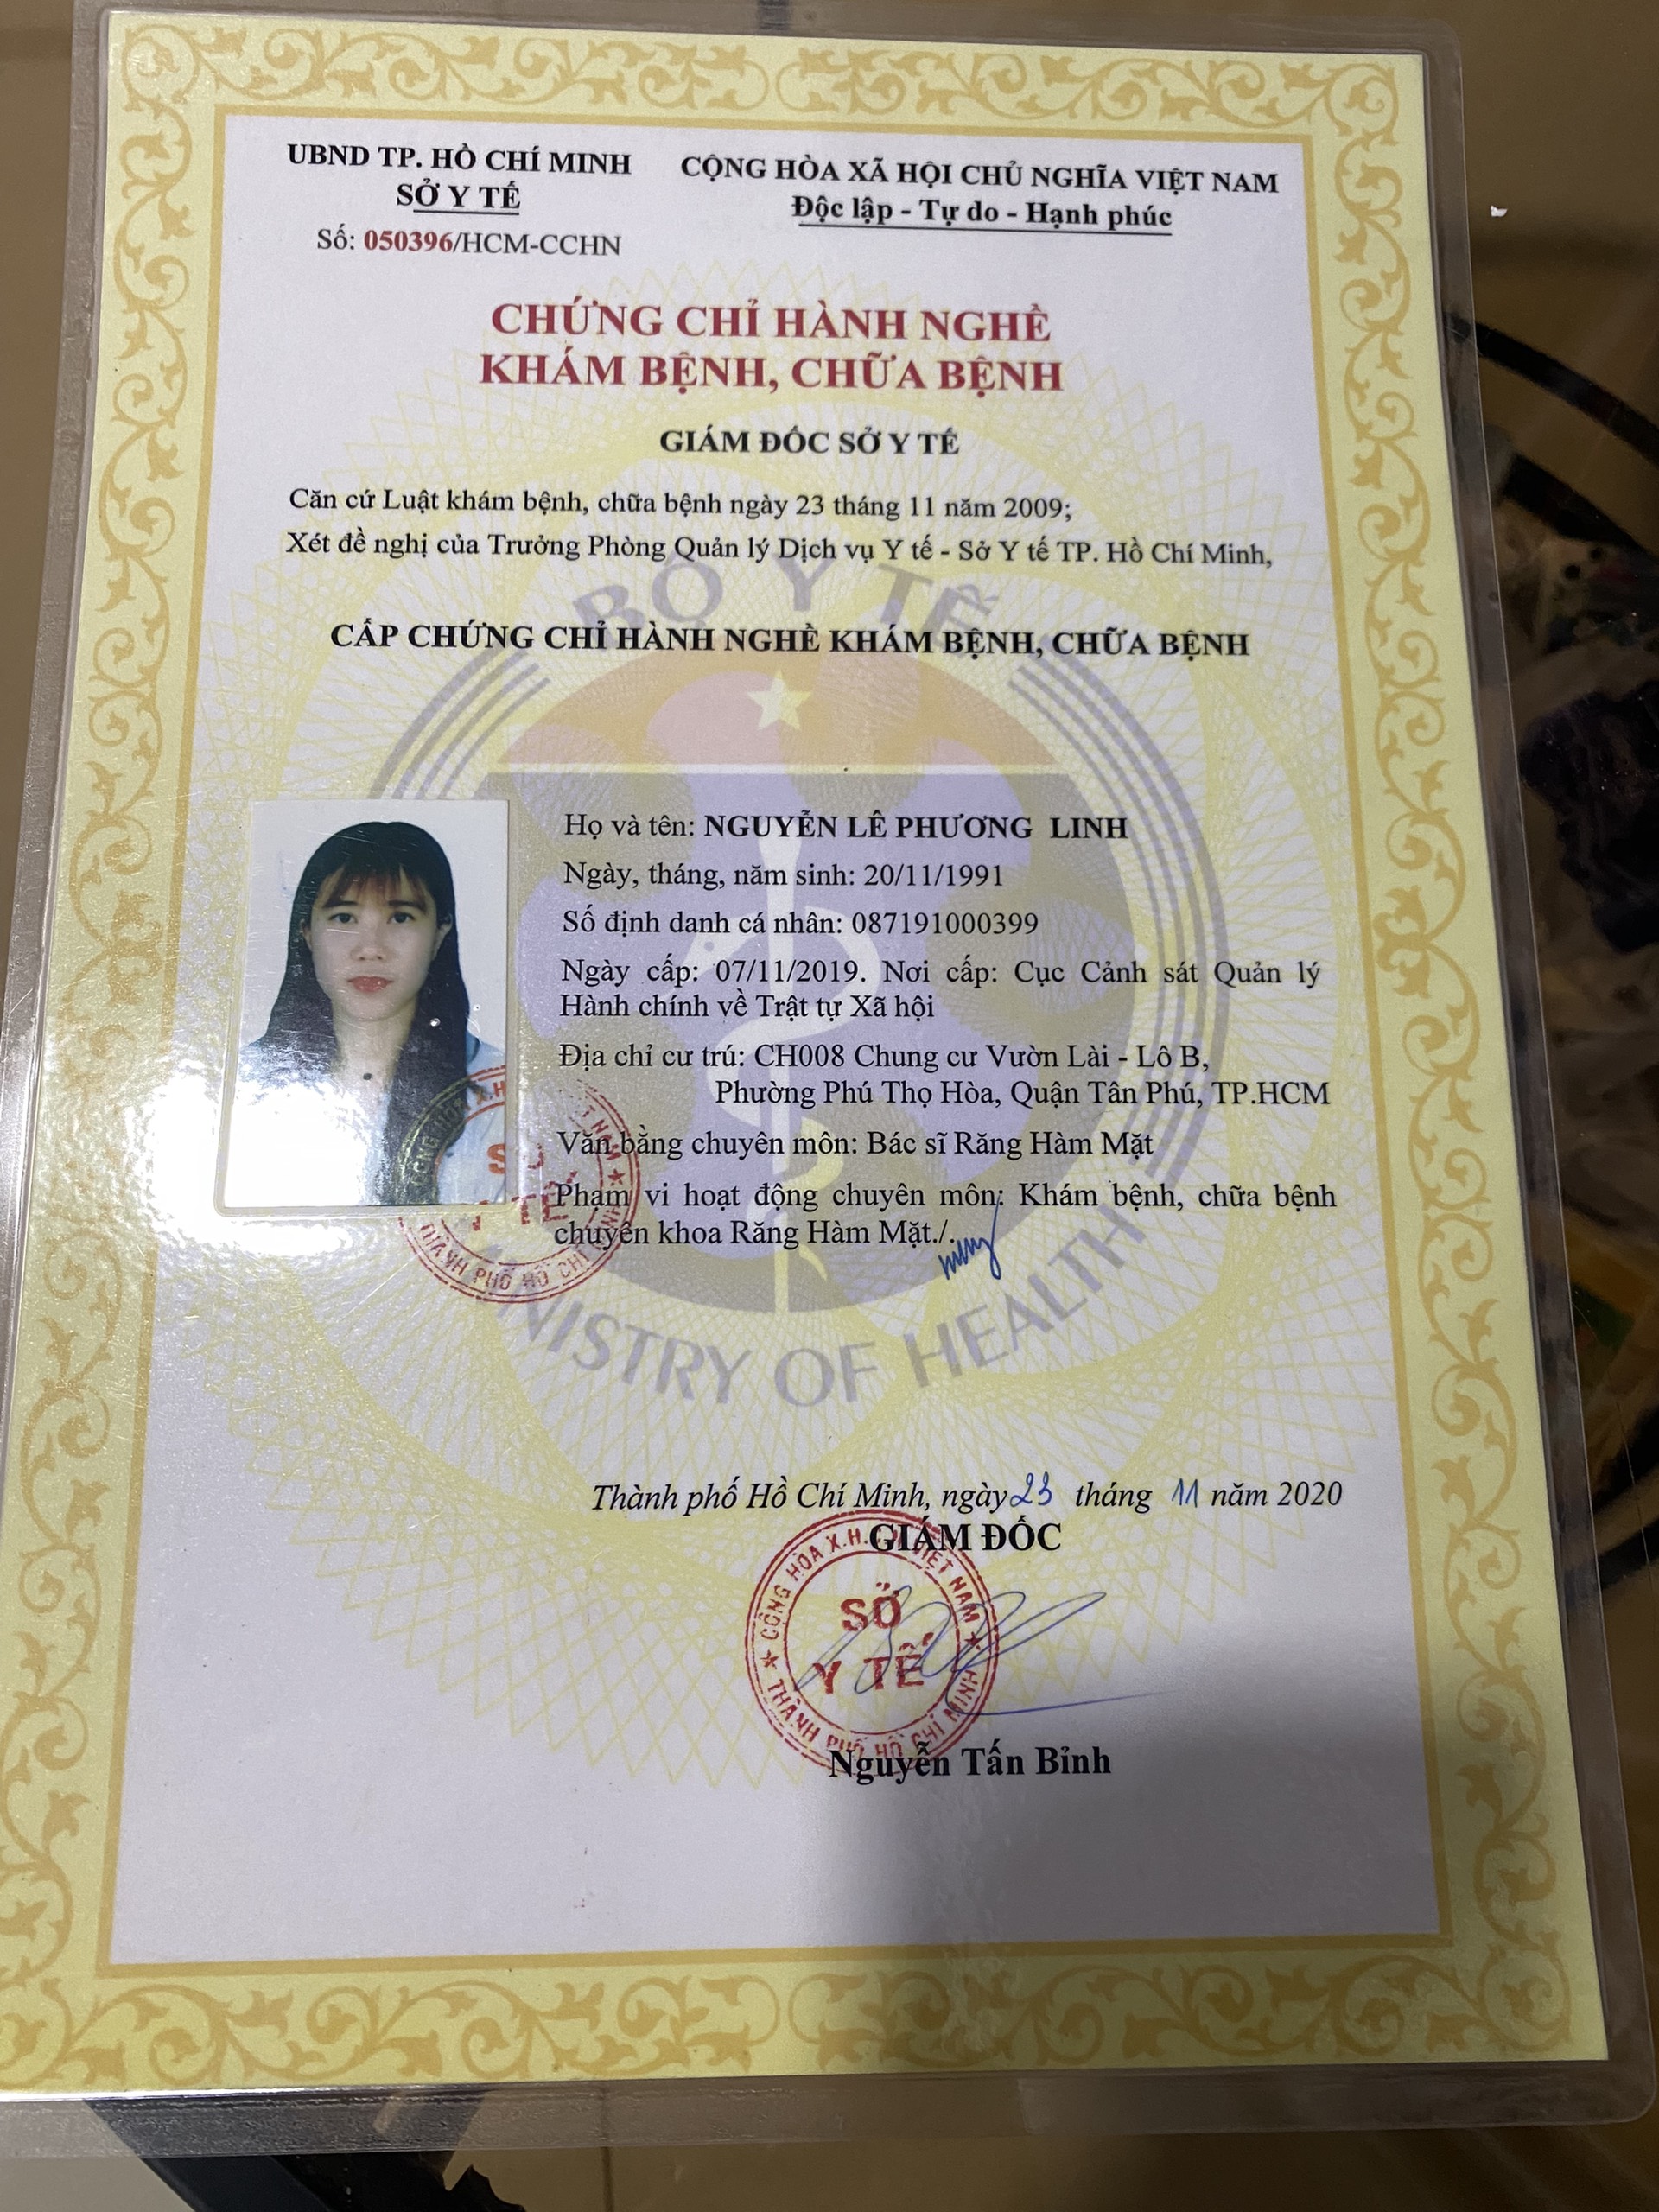 UBND TP. HỒ CHÍ MINH
SỞ Y TẾ
Số: 050396/HCM-CCHN
CỘNG HÒA XÃ HỘI CHỦ NGHĨA VIỆT NAM
Độc lập - Tự do - Hạnh phúc
CHỨNG CHỈ HÀNH NGHỀ
KHÁM BỆNH, CHỮA BỆNH
GIÁM ĐỐC SỞ Y TẾ
Căn cứ Luật khám bệnh, chữa bệnh ngày 23 tháng 11 năm 2009;
Xét đề nghị của Trưởng Phòng Quản lý Dịch vụ Y tế - Sở Y tế TP. Hồ Chí Minh,
BỘ Y TẾ
CẤP CHỨNG CHỈ HÀNH NGHỀ KHÁM BỆNH, CHỮA BỆNH
Họ và tên: NGUYỄN LÊ PHƯƠNG LINH
Ngày, tháng, năm sinh: 20/11/1991
Số định danh cá nhân: 087191000399
Ngày cấp: 07/11/2019. Nơi cấp: Cục Cảnh sát Quản lý
Hành chính về Trật tự Xã hội
Địa chỉ cư trú: CH008 Chung cư Vườn Lài - Lô B,
Phường Phú Thọ Hòa, Quận Tân Phú, TP.HCM
Văn bằng chuyên môn: Bác sĩ Răng Hàm Mặt
Phạm vi hoạt động chuyên môn: Khám bệnh, chữa bệnh
chuyên khoa Răng Hàm Mặt./.
THÀNH PHỐ HỒ CHÍ MINH
MINISTRY OF HEALTH
Thành phố Hồ Chí Minh, ngày 23 tháng 11 năm 2020
GIÁM ĐỐC
CỘNG HÒA X.H.C.N VIỆT NAM
SỞ
Y TẾ
THÀNH PHỐ HỒ CHÍ MINH
Nguyễn Tấn Bỉnh